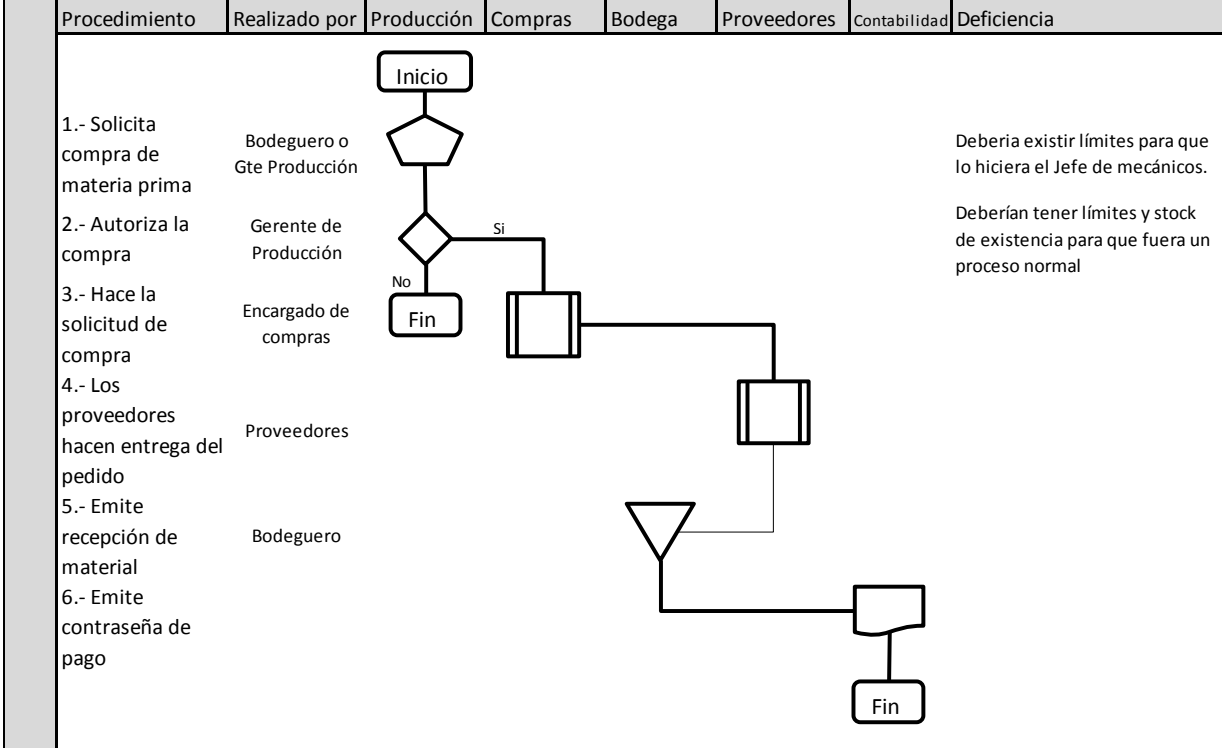 Procedimiento
Realizado por
Producción
Compras
Bodega
Proveedores
Contabilidad
Deficiencia
Inicio
1.- Solicita
compra de
materia prima
Bodeguero o
Gte Producción
Deberia existir límites para que
lo hiciera el Jefe de mecánicos.
2.- Autoriza la
compra
Gerente de
Producción
Si
No
Deberían tener límites y stock
de existencia para que fuera un
proceso normal
3.- Hace la
solicitud de
compra
Encargado de
compras
Fin
4.- Los
proveedores
hacen entrega del
pedido
Proveedores
5.- Emite
recepción de
material
Bodeguero
6.- Emite
contraseña de
pago
Fin